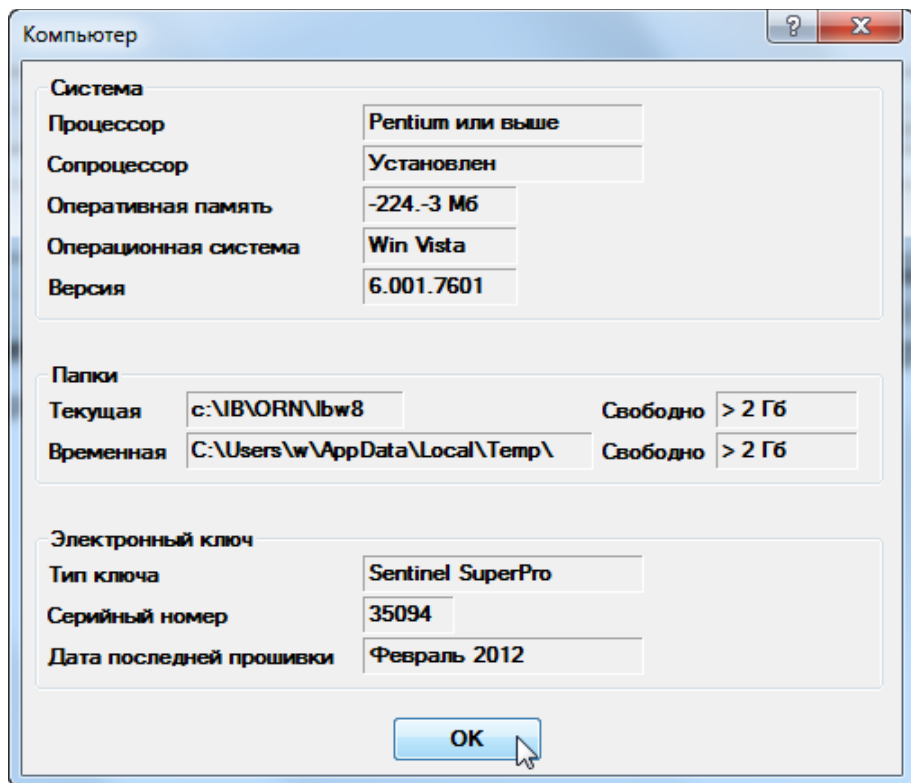 Компьютер
Система
Процессор Pentium или выше
Сопроцессор Установлен
Оперативная память -224.-3 Мб
Операционная система Win Vista
Версия 6.001.7601
Папки
Текущая c:\IB\ORN\Ibw8 Свободно > 2 Гб
Временная C:\Users\w\AppData\Local\Temp\ Свободно > 2 Гб
Электронный ключ
Тип ключа Sentinel SuperPro
Серийный номер 35094
Дата последней прошивки Февраль 2012
OK